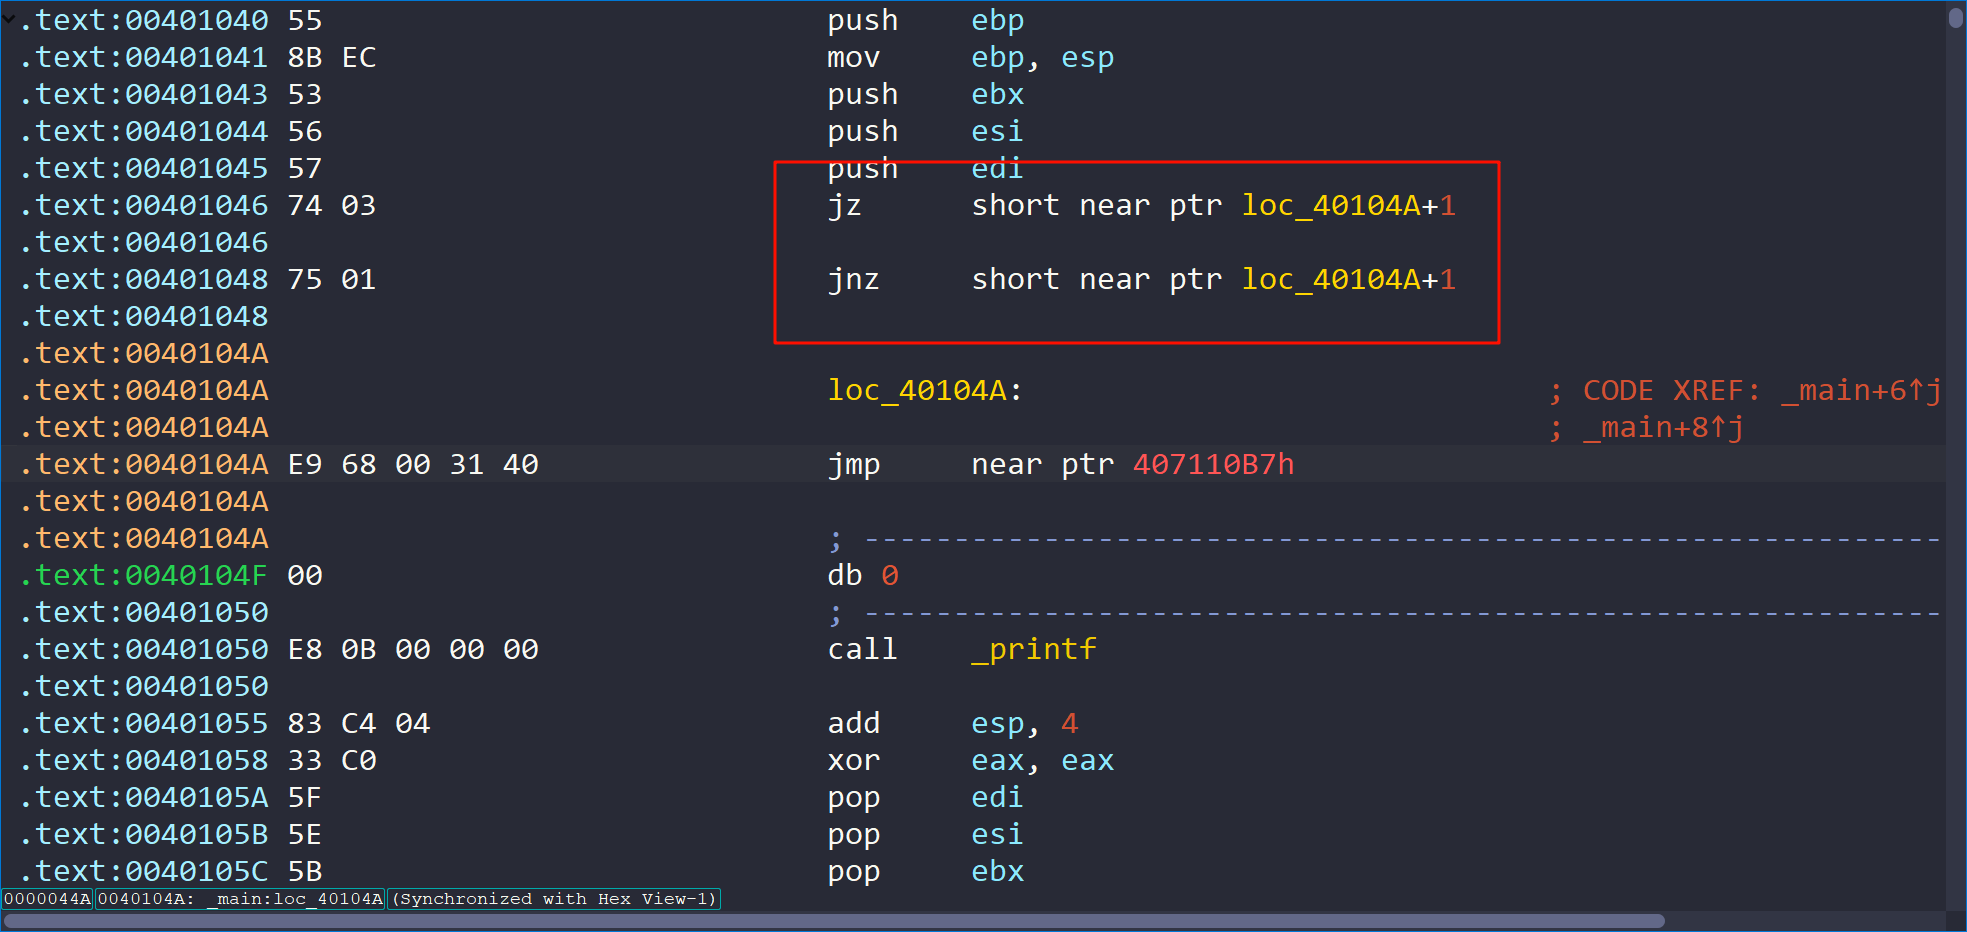 .text:00401040 55 push ebp
.text:00401041 8B EC mov ebp, esp
.text:00401043 53 push ebx
.text:00401044 56 push esi
.text:00401045 57 push edi
.text:00401046 74 03 jz short near ptr loc_40104A+1
.text:00401046
.text:00401048 75 01 jnz short near ptr loc_40104A+1
.text:00401048
.text:0040104A
.text:0040104A loc_40104A: ; CODE XREF: _main+6↑j
.text:0040104A ; _main+8↑j
.text:0040104A E9 68 00 31 40 jmp near ptr 407110B7h
.text:0040104A
.text:0040104A ; ------------------------------------------------------------
.text:0040104F 00 db 0
.text:00401050 ; ------------------------------------------------------------
.text:00401050 E8 0B 00 00 00 call _printf
.text:00401050
.text:00401055 83 C4 04 add esp, 4
.text:00401058 33 C0 xor eax, eax
.text:0040105A 5F pop edi
.text:0040105B 5E pop esi
.text:0040105C 5B pop ebx
0000044A 0040104A: _main:loc_40104A (Synchronized with Hex View-1)